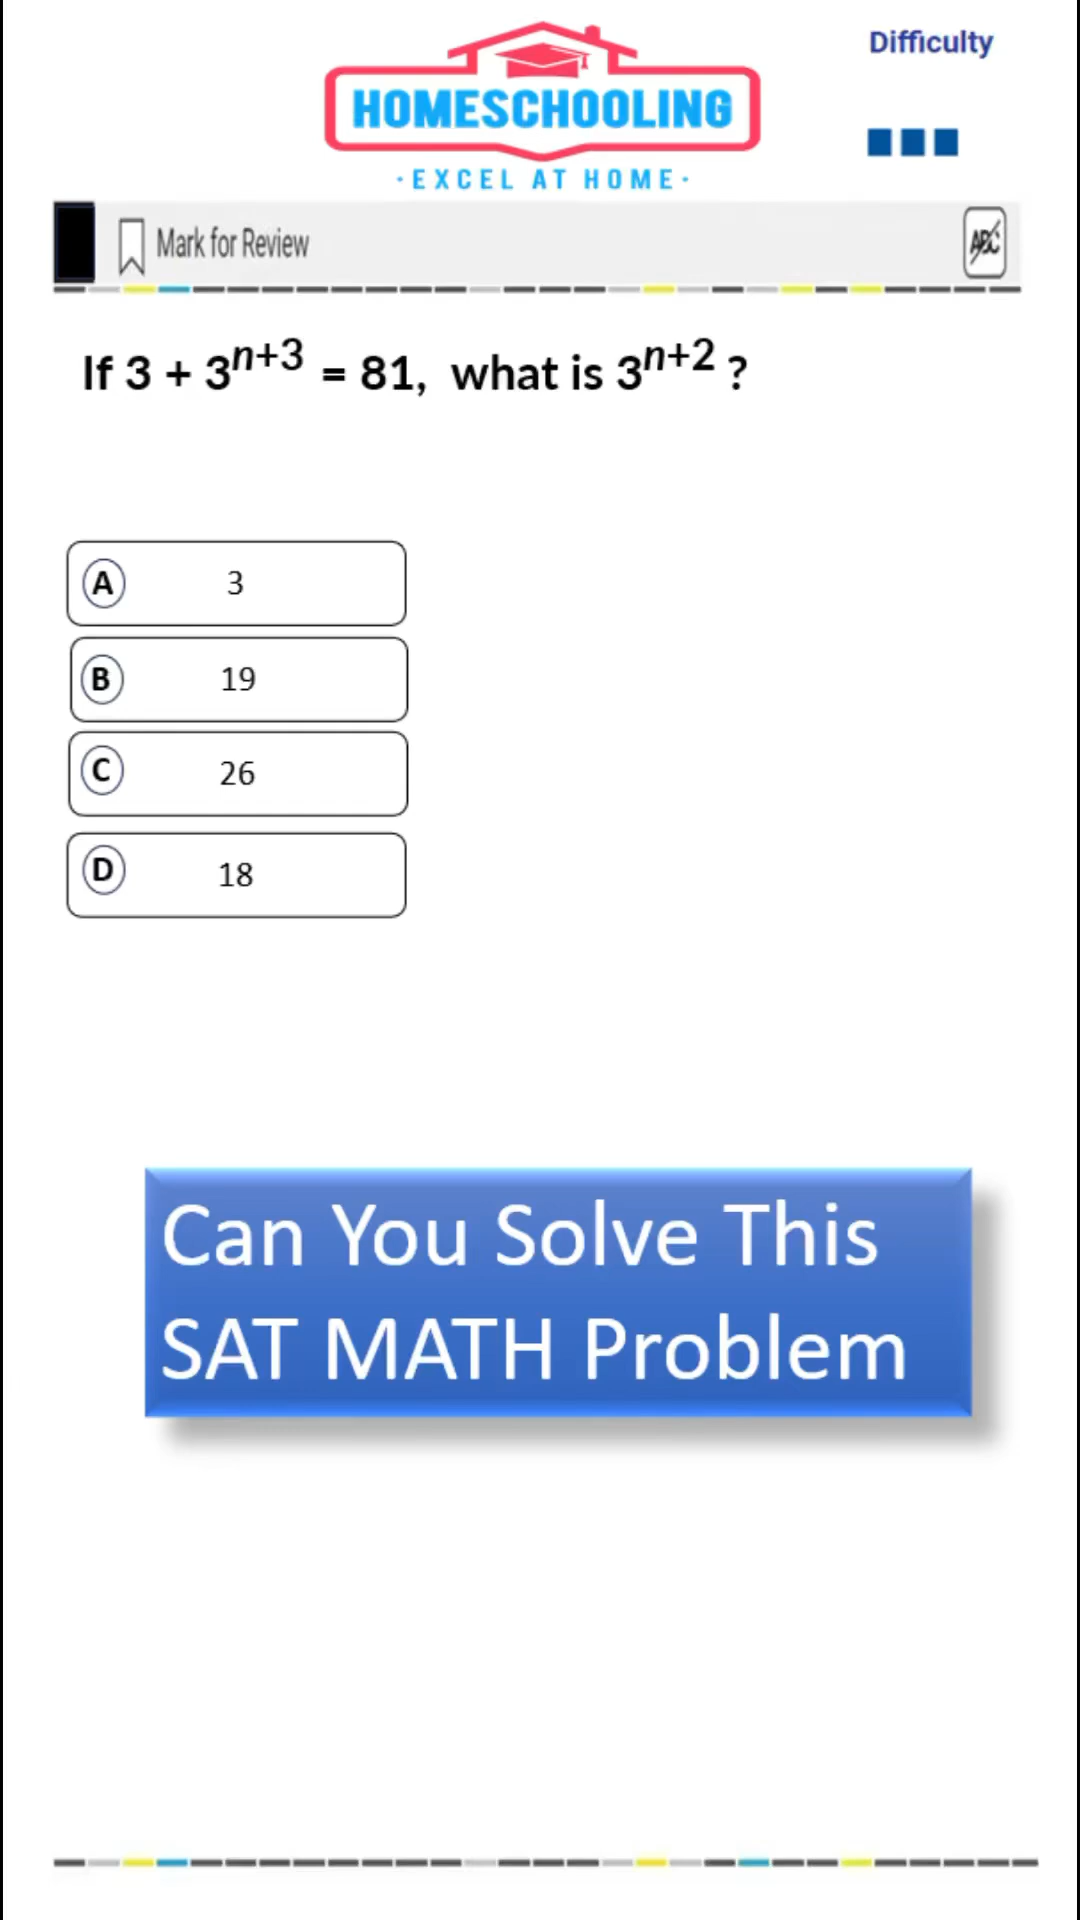 Difficulty
HOMESCHOOLING
·EXCEL AT HOME·
Mark for Review
ABC
If 3 + 3ⁿ⁺³ = 81, what is 3ⁿ⁺² ?
A 3
B 19
C 26
D 18
Can You Solve This
SAT MATH Problem